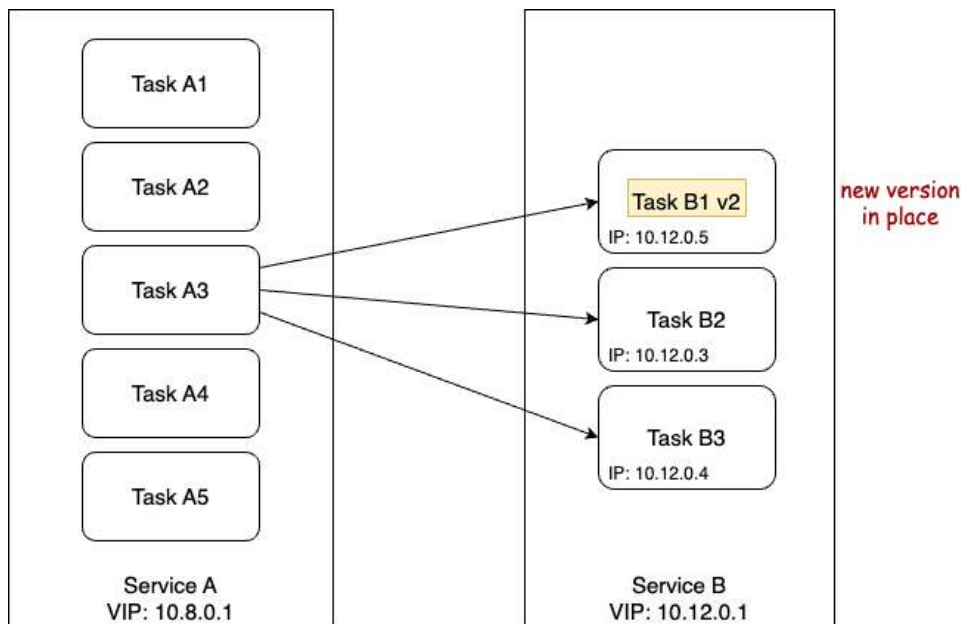 Task A1
Task A2
Task A3
Task A4
Task A5
Service A
VIP: 10.8.0.1
Task B1 v2
IP: 10.12.0.5
Task B2
IP: 10.12.0.3
Task B3
IP: 10.12.0.4
Service B
VIP: 10.12.0.1
new version
in place